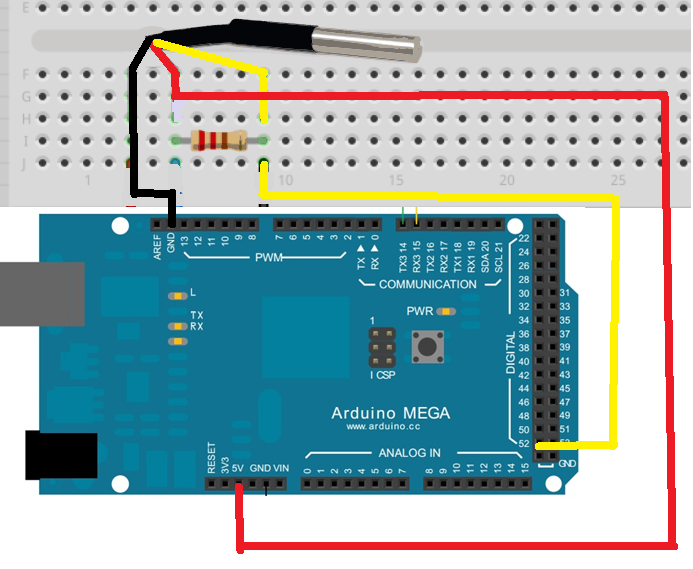 E
F
G
H
I
J
1 10 15 20 25
AREF GND 13 12 11 10 9 8 7 6 5 4 3 2 1 0
PWM
TX ▶ 1
RX ▶ 0
TX3 14
RX3 15
TX2 16
RX2 17
TX1 18
RX1 19
SDA 20
SCL 21
COMMUNICATION
L
TX
RX
PWR
1
ICSP
DIGITAL
22
24
26
28
30 31
32 33
34 35
36 37
38 39
40 41
42 43
44 45
46 47
48 49
50 51
52 53
GND
Arduino MEGA
www.arduino.cc
ANALOG IN
RESET 3V3 5V GND VIN 0 1 2 3 4 5 6 7 8 9 10 11 12 13 14 15